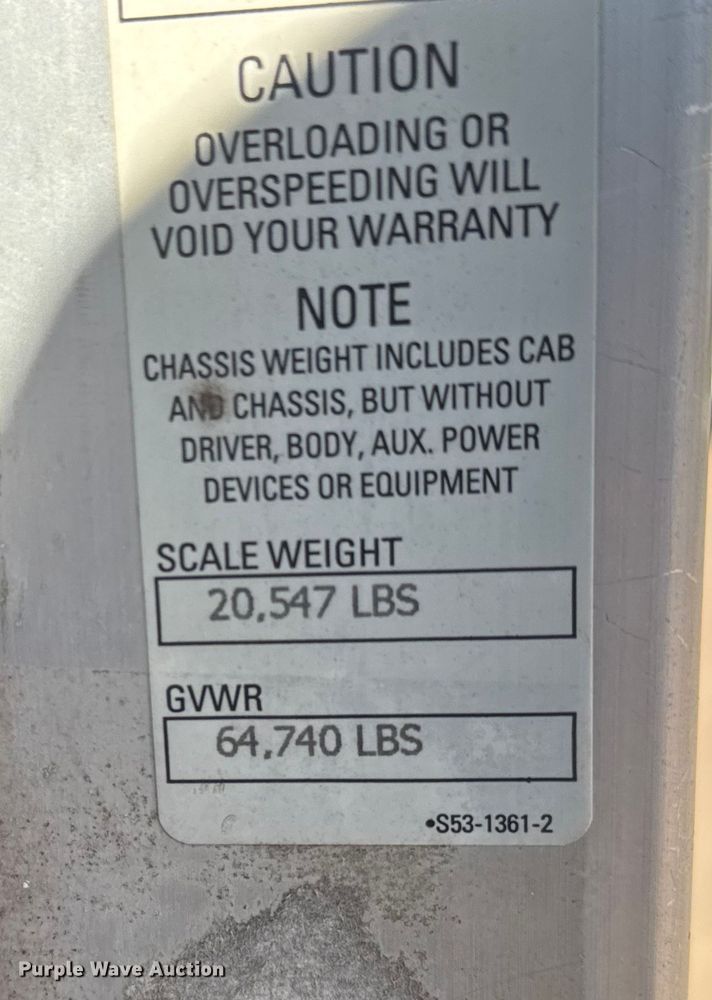 CAUTION
OVERLOADING OR
OVERSPEEDING WILL
VOID YOUR WARRANTY
NOTE
CHASSIS WEIGHT INCLUDES CAB
AND CHASSIS, BUT WITHOUT
DRIVER, BODY, AUX. POWER
DEVICES OR EQUIPMENT
SCALE WEIGHT
20,547 LBS
GVWR
64,740 LBS
•S53-1361-2
Purple Wave Auction